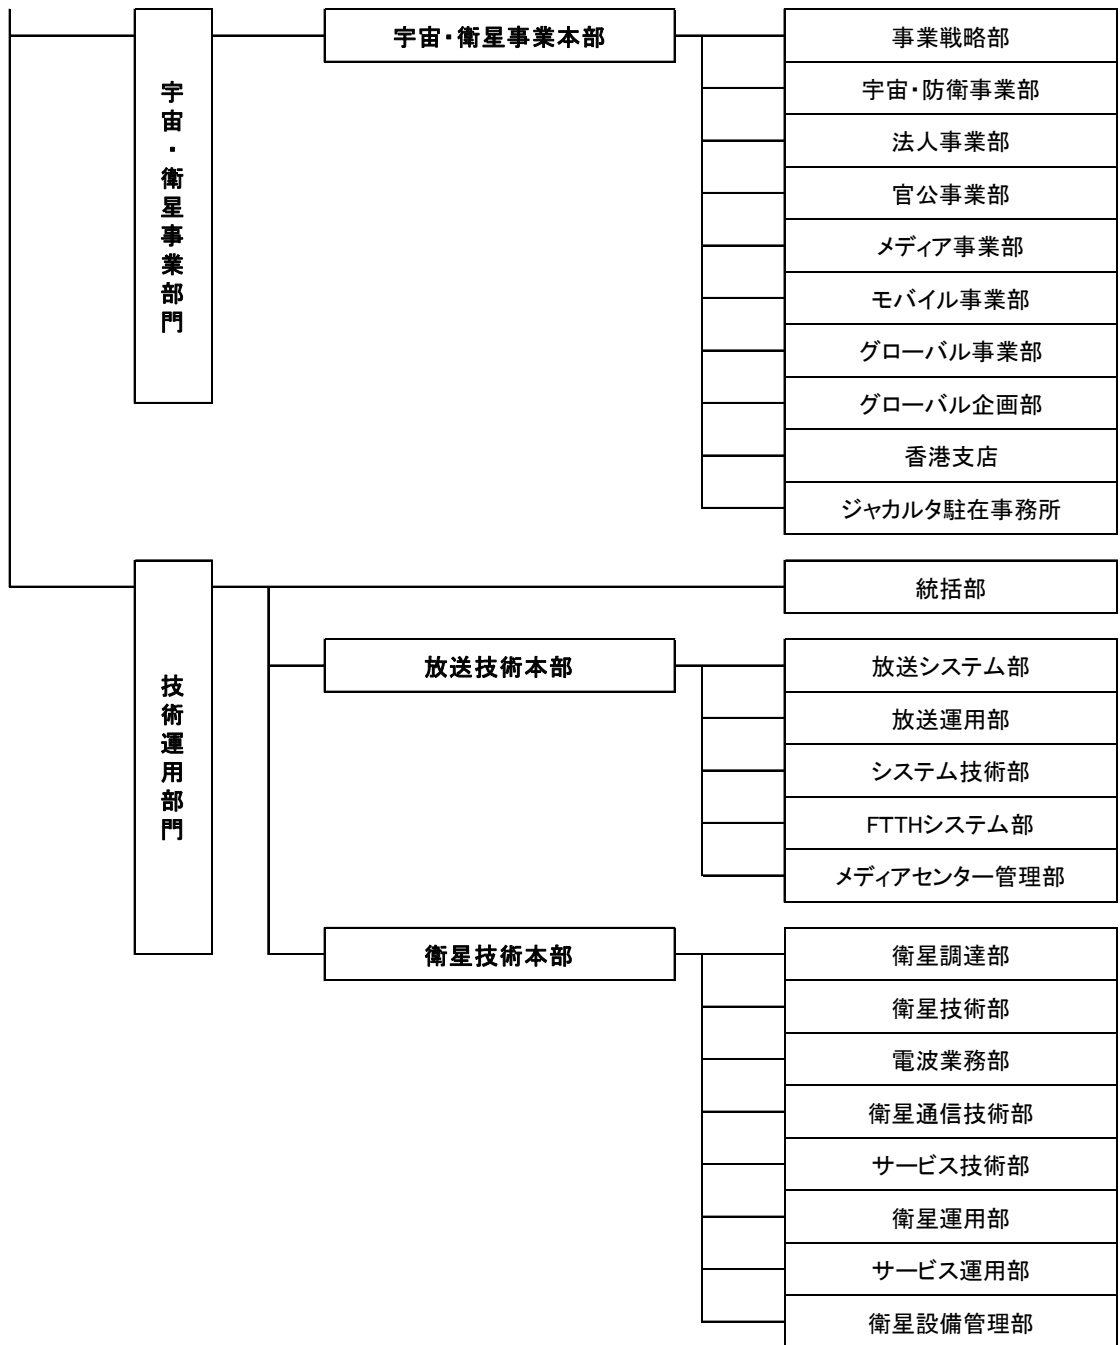 宇宙・衛星事業部門
宇宙・衛星事業本部
事業戦略部
宇宙・防衛事業部
法人事業部
官公事業部
メディア事業部
モバイル事業部
グローバル事業部
グローバル企画部
香港支店
ジャカルタ駐在事務所
技術運用部門
統括部
放送技術本部
放送システム部
放送運用部
システム技術部
FTTHシステム部
メディアセンター管理部
衛星技術本部
衛星調達部
衛星技術部
電波業務部
衛星通信技術部
サービス技術部
衛星運用部
サービス運用部
衛星設備管理部